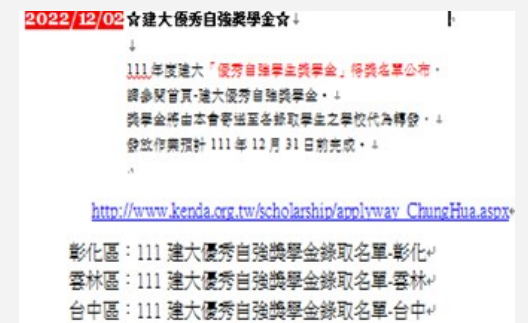 2022/12/02☆建大優秀自強獎學金☆
111年度建大「優秀自強學生獎學金」得獎名單公布。
請參閱首頁-建大優秀自強獎學金。
獎學金將由本會寄送至各錄取學生之學校代為轉發。
發放作業預計 111 年 12 月 31 日前完成。
http://www.kenda.org.tw/scholarship/applyway_ChungHua.aspx
彰化區：111 建大優秀自強獎學金錄取名單-彰化
雲林區：111 建大優秀自強獎學金錄取名單-雲林
台中區：111 建大優秀自強獎學金錄取名單-台中